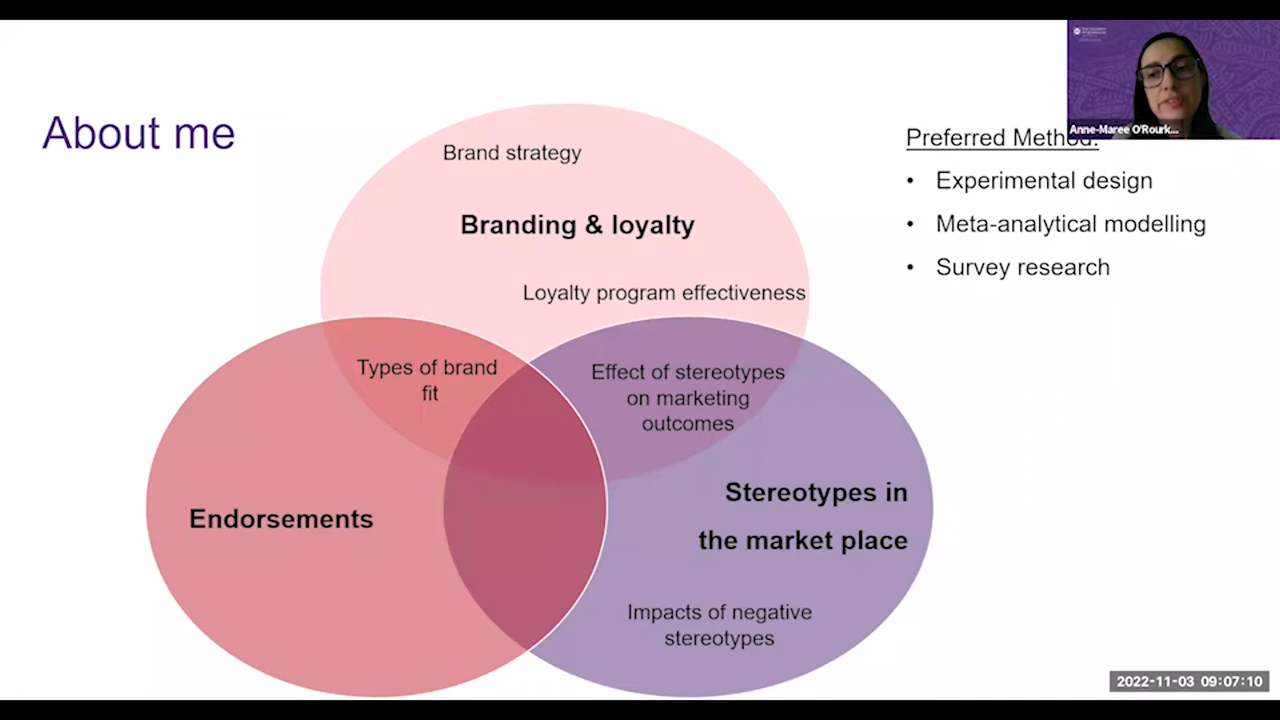 About me
Brand strategy
Branding & loyalty
Loyalty program effectiveness
Types of brand
fit
Effect of stereotypes
on marketing
outcomes
Endorsements
Stereotypes in
the market place
Impacts of negative
stereotypes
Anne-Maree O'Rourk...
Preferred Method:
• Experimental design
• Meta-analytical modelling
• Survey research
2022-11-03 09:07:10